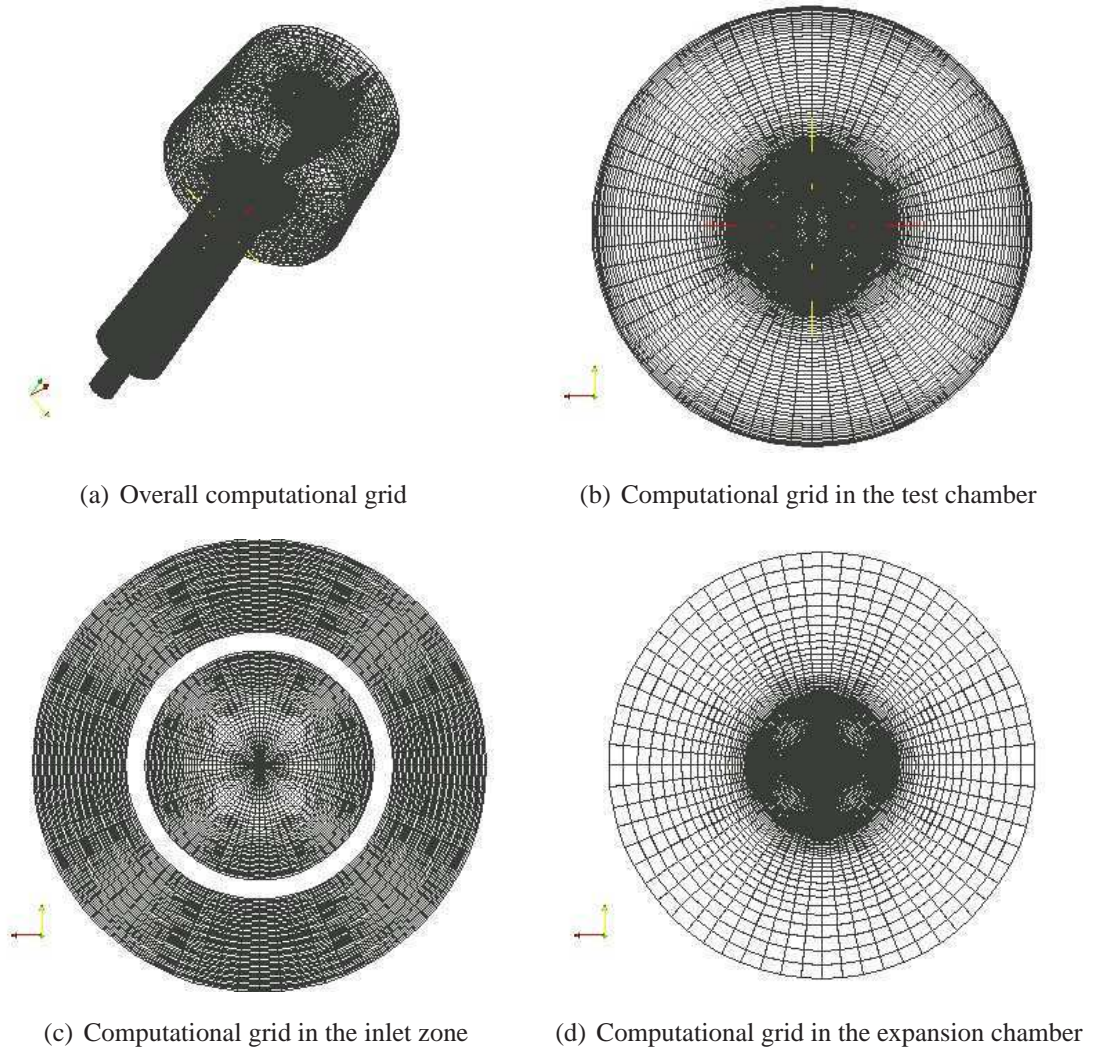 (a) Overall computational grid
(b) Computational grid in the test chamber
(c) Computational grid in the inlet zone
(d) Computational grid in the expansion chamber